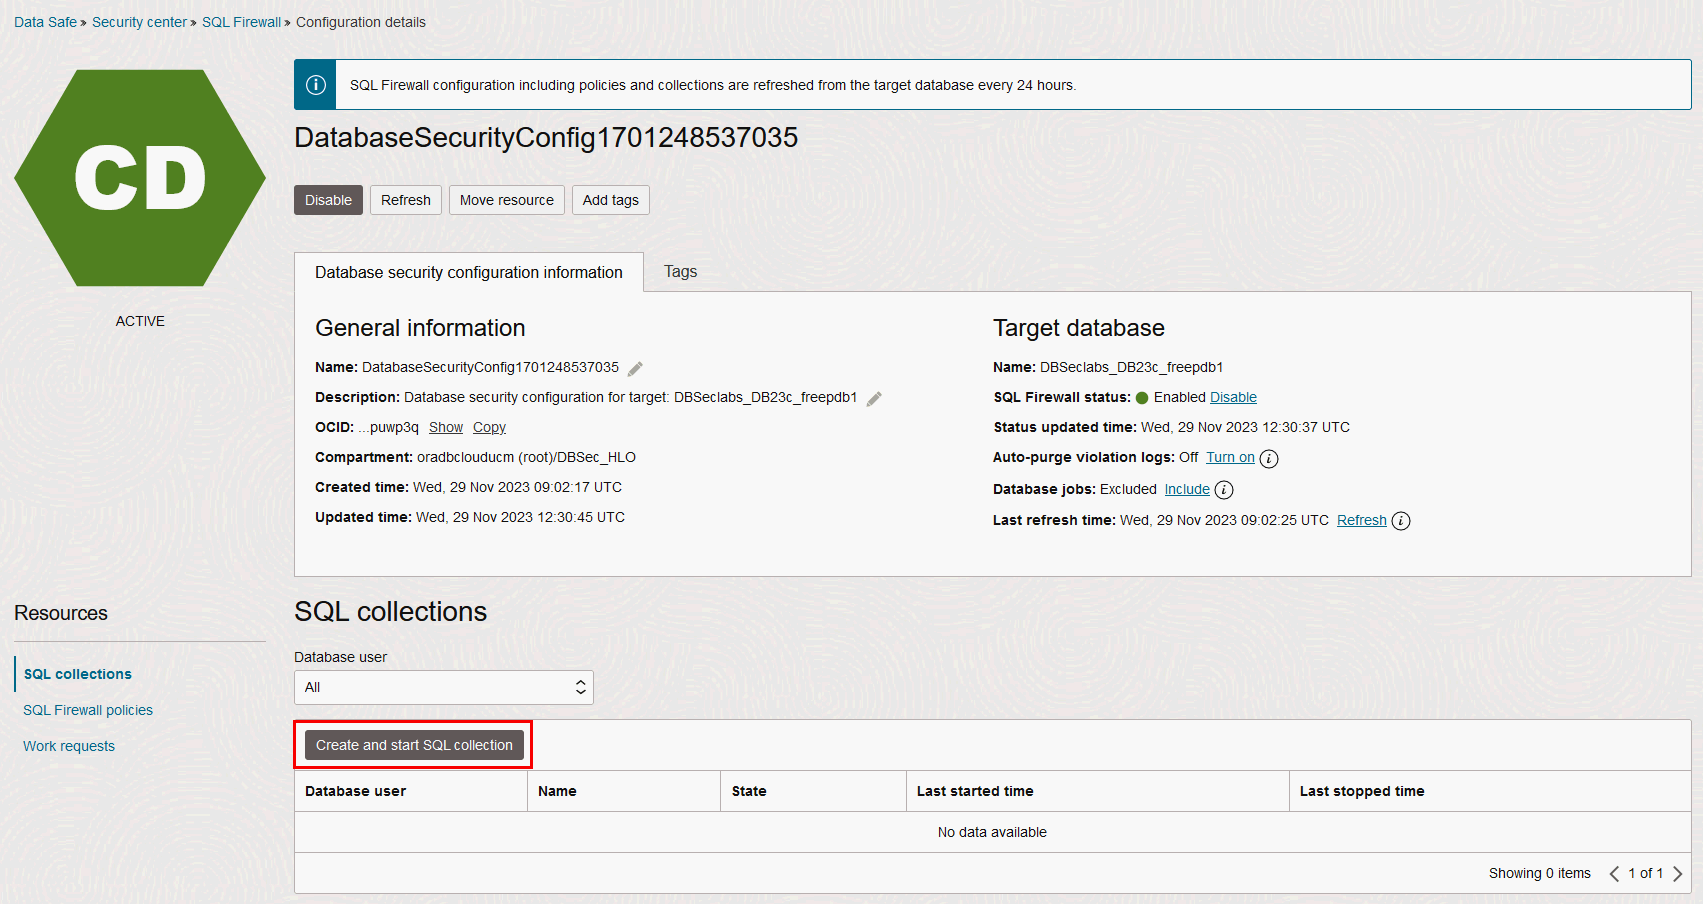 Data Safe » Security center » SQL Firewall » Configuration details
SQL Firewall configuration including policies and collections are refreshed from the target database every 24 hours.
CD
ACTIVE
DatabaseSecurityConfig1701248537035
Disable Refresh Move resource Add tags
Database security configuration information Tags
General information
Name: DatabaseSecurityConfig1701248537035
Description: Database security configuration for target: DBSeclabs_DB23c_freepdb1
OCID: ...puwp3q Show Copy
Compartment: oradbclouducm (root)/DBSec_HLO
Created time: Wed, 29 Nov 2023 09:02:17 UTC
Updated time: Wed, 29 Nov 2023 12:30:45 UTC
Target database
Name: DBSeclabs_DB23c_freepdb1
SQL Firewall status: Enabled Disable
Status updated time: Wed, 29 Nov 2023 12:30:37 UTC
Auto-purge violation logs: Off Turn on
Database jobs: Excluded Include
Last refresh time: Wed, 29 Nov 2023 09:02:25 UTC Refresh
Resources
SQL collections
SQL Firewall policies
Work requests
SQL collections
Database user
All
Create and start SQL collection
Database user Name State Last started time Last stopped time
No data available
Showing 0 items 1 of 1